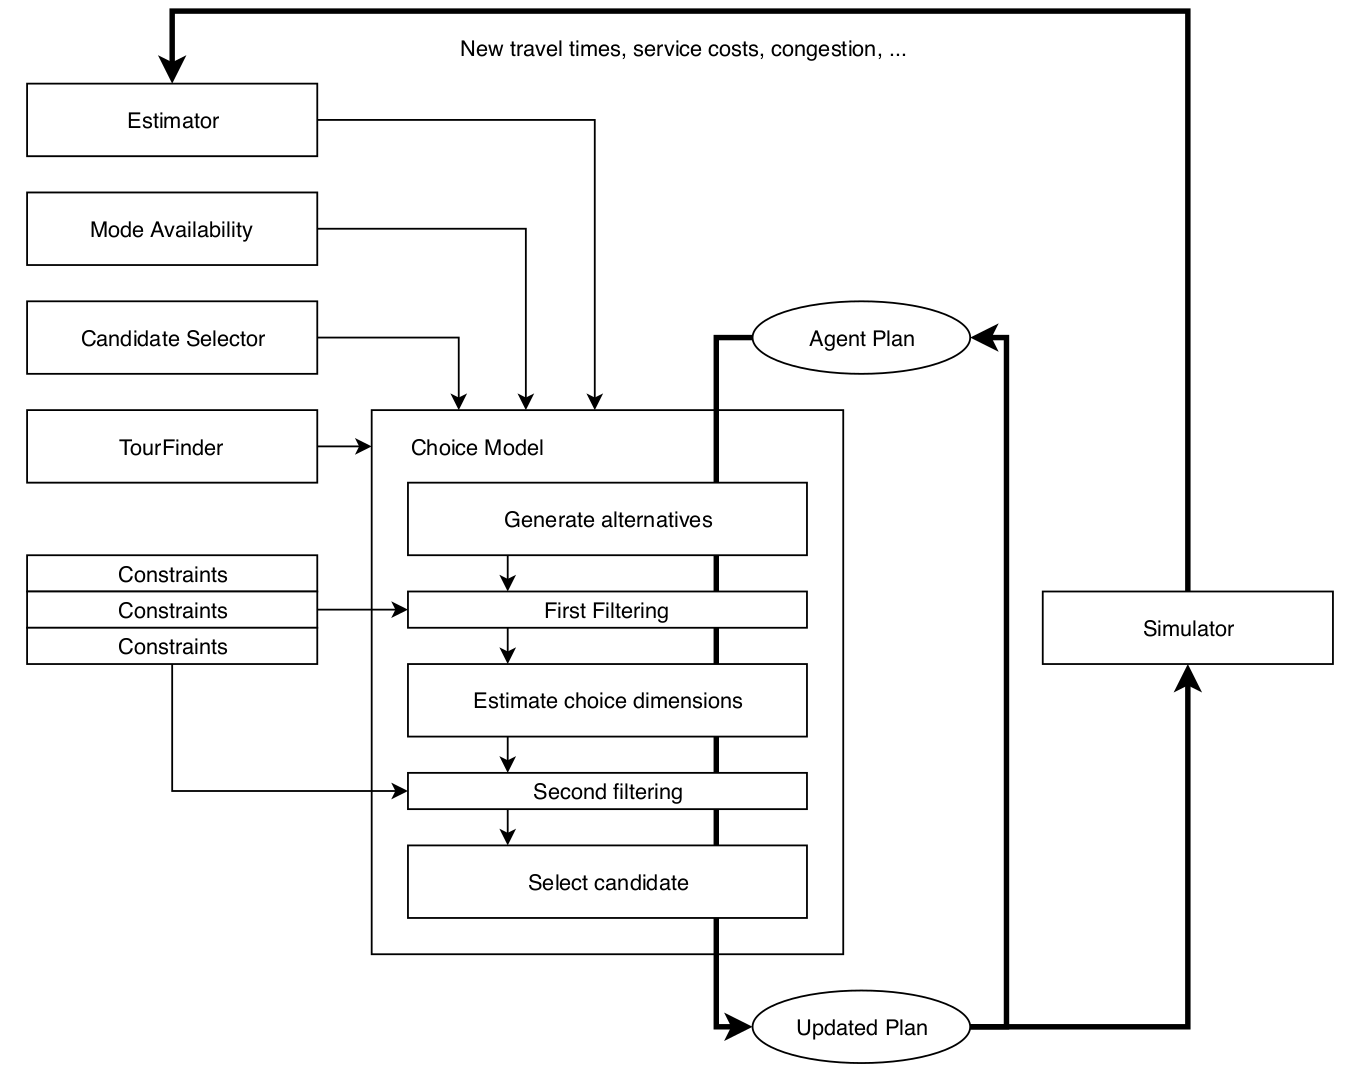 New travel times, service costs, congestion, ...
Estimator
Mode Availability
Candidate Selector
Agent Plan
TourFinder
Choice Model
Generate alternatives
Constraints
Constraints
First Filtering
Constraints
Simulator
Estimate choice dimensions
Second filtering
Select candidate
Updated Plan